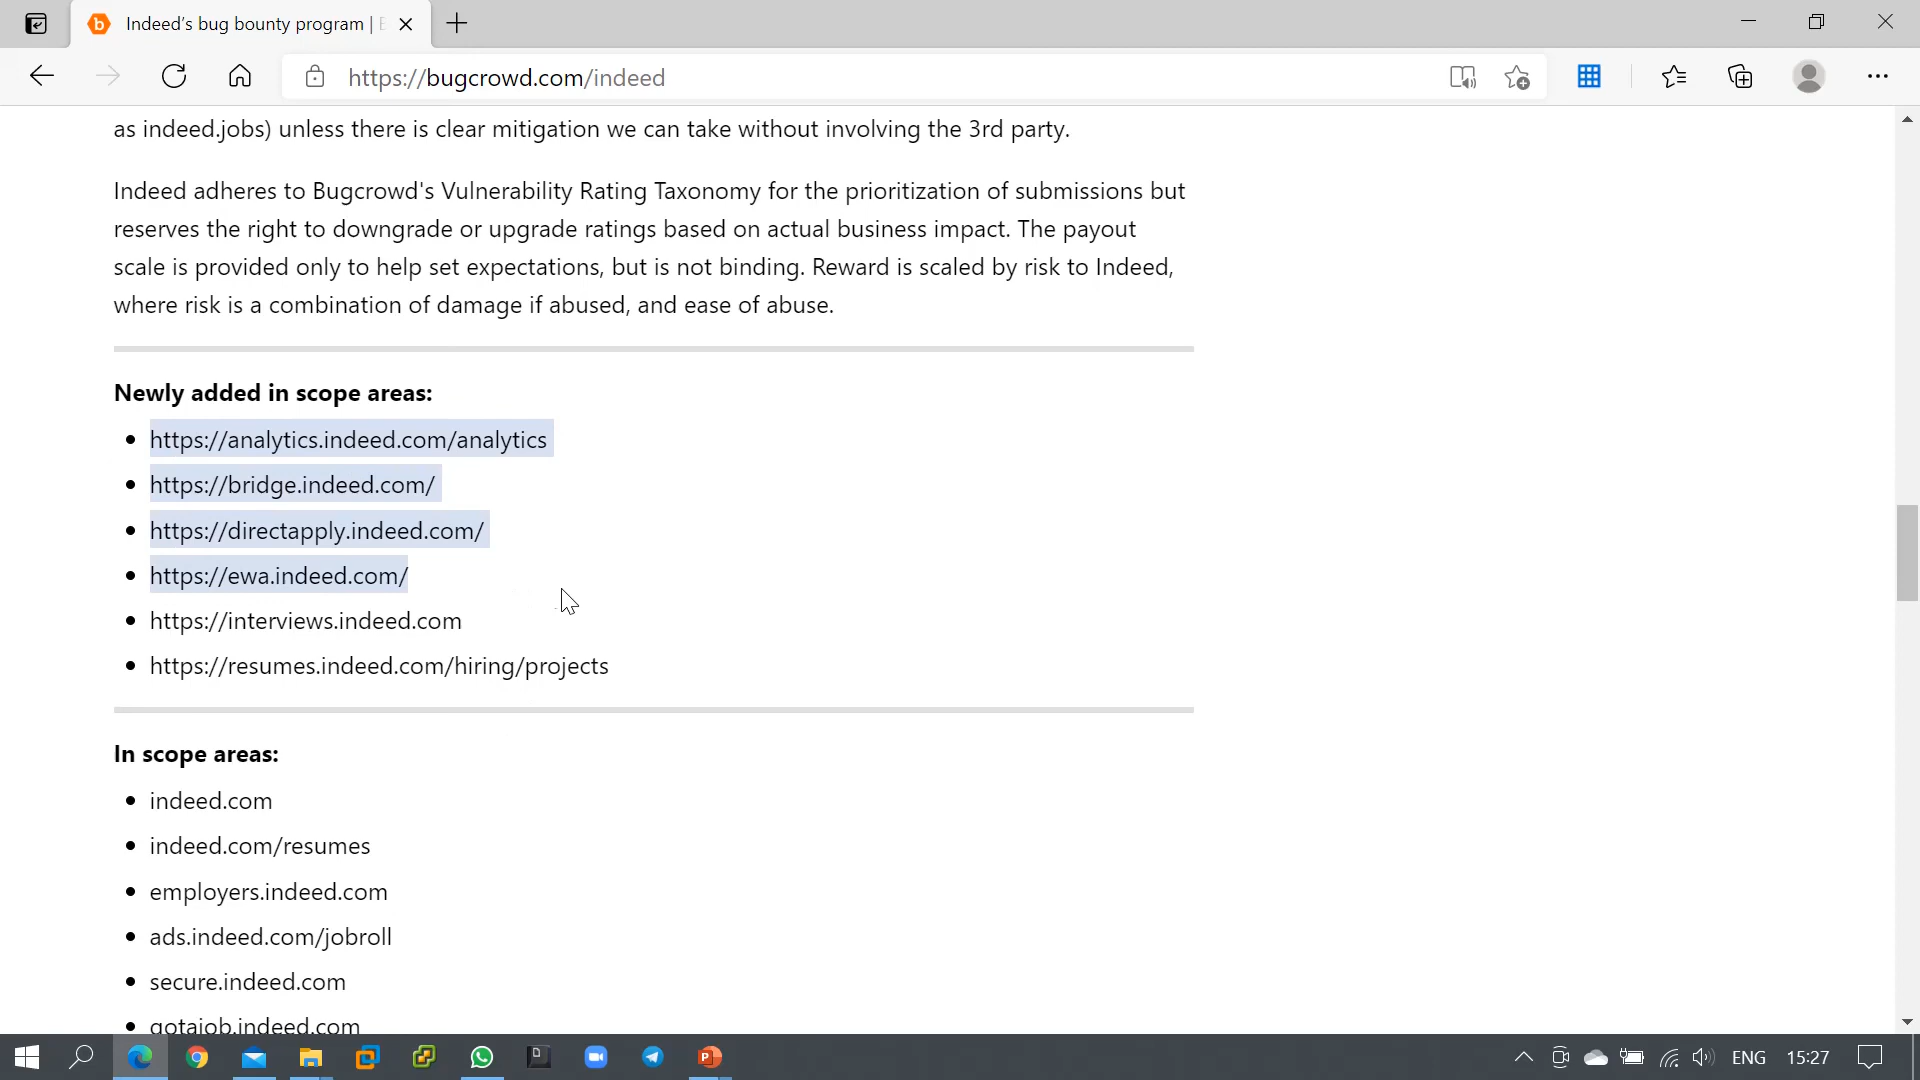 Indeed's bug bounty program |
https://bugcrowd.com/indeed
as indeed.jobs) unless there is clear mitigation we can take without involving the 3rd party.
Indeed adheres to Bugcrowd's Vulnerability Rating Taxonomy for the prioritization of submissions but
reserves the right to downgrade or upgrade ratings based on actual business impact. The payout
scale is provided only to help set expectations, but is not binding. Reward is scaled by risk to Indeed,
where risk is a combination of damage if abused, and ease of abuse.
Newly added in scope areas:
• https://analytics.indeed.com/analytics
• https://bridge.indeed.com/
• https://directapply.indeed.com/
• https://ewa.indeed.com/
• https://interviews.indeed.com
• https://resumes.indeed.com/hiring/projects
In scope areas:
• indeed.com
• indeed.com/resumes
• employers.indeed.com
• ads.indeed.com/jobroll
• secure.indeed.com
• gotajob.indeed.com
ENG 15:27